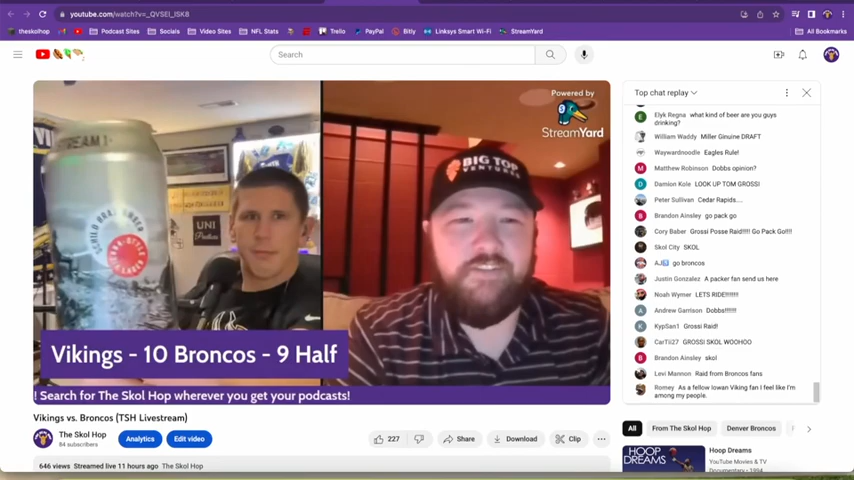 youtube.com/watch?v=_QVSEI_ISK8
theskolhop
Podcast Sites
Socials
Video Sites
NFL Stats
Trello
PayPal
Bitly
Linksys Smart Wi-Fi
StreamYard
All Bookmarks
Search
Powered by
StreamYard
BIG TOP
VENTURES
UNI
Panthers
Vikings - 10 Broncos - 9 Half
! Search for The Skol Hop wherever you get your podcasts!
Top chat replay
Elyk Regna what kind of beer are you guys
drinking?
William Waddy Miller Ginuine DRAFT
Waywardnoodle Eagles Rule!
Matthew Robinson Dobbs opinion?
Damion Kole LOOK UP TOM GROSSI
Peter Sullivan Cedar Rapids....
Brandon Ainsley go pack go
Cory Baber Grossi Posse Raid!!!! Go Pack Go!!!
Skol City SKOL
AJ go broncos
Justin Gonzalez A packer fan send us here
Noah Wymer LETS RIDE!!!!!!!!
Andrew Garrison Dobbs!!!!!!!
KypSan1 Grossi Raid!
CarTii27 GROSSI SKOL WOOHOO
Brandon Ainsley sko!
Levi Mannon Raid from Broncos fans
Romey As a fellow Iowan Viking fan I feel like I'm
among my people.
Vikings vs. Broncos (TSH Livestream)
The Skol Hop
84 subscribers
Analytics
Edit video
227
Share
Download
Clip
646 views Streamed live 11 hours ago The Skol Hop
All
From The Skol Hop
Denver Broncos
HOOP
DREAMS
Hoop Dreams
YouTube Movies & TV
Documentary • 1994